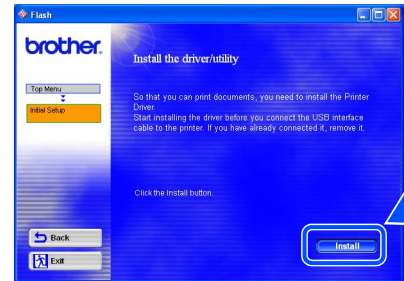 Flash
brother.
Install the driver/utility
Top Menu
Initial Setup
So that you can print documents, you need to install the Printer
Driver.
Start installing the driver before you connect the USB interface
cable to the printer. If you have already connected it, remove it.
Click the Install button.
Back
Exit
Install